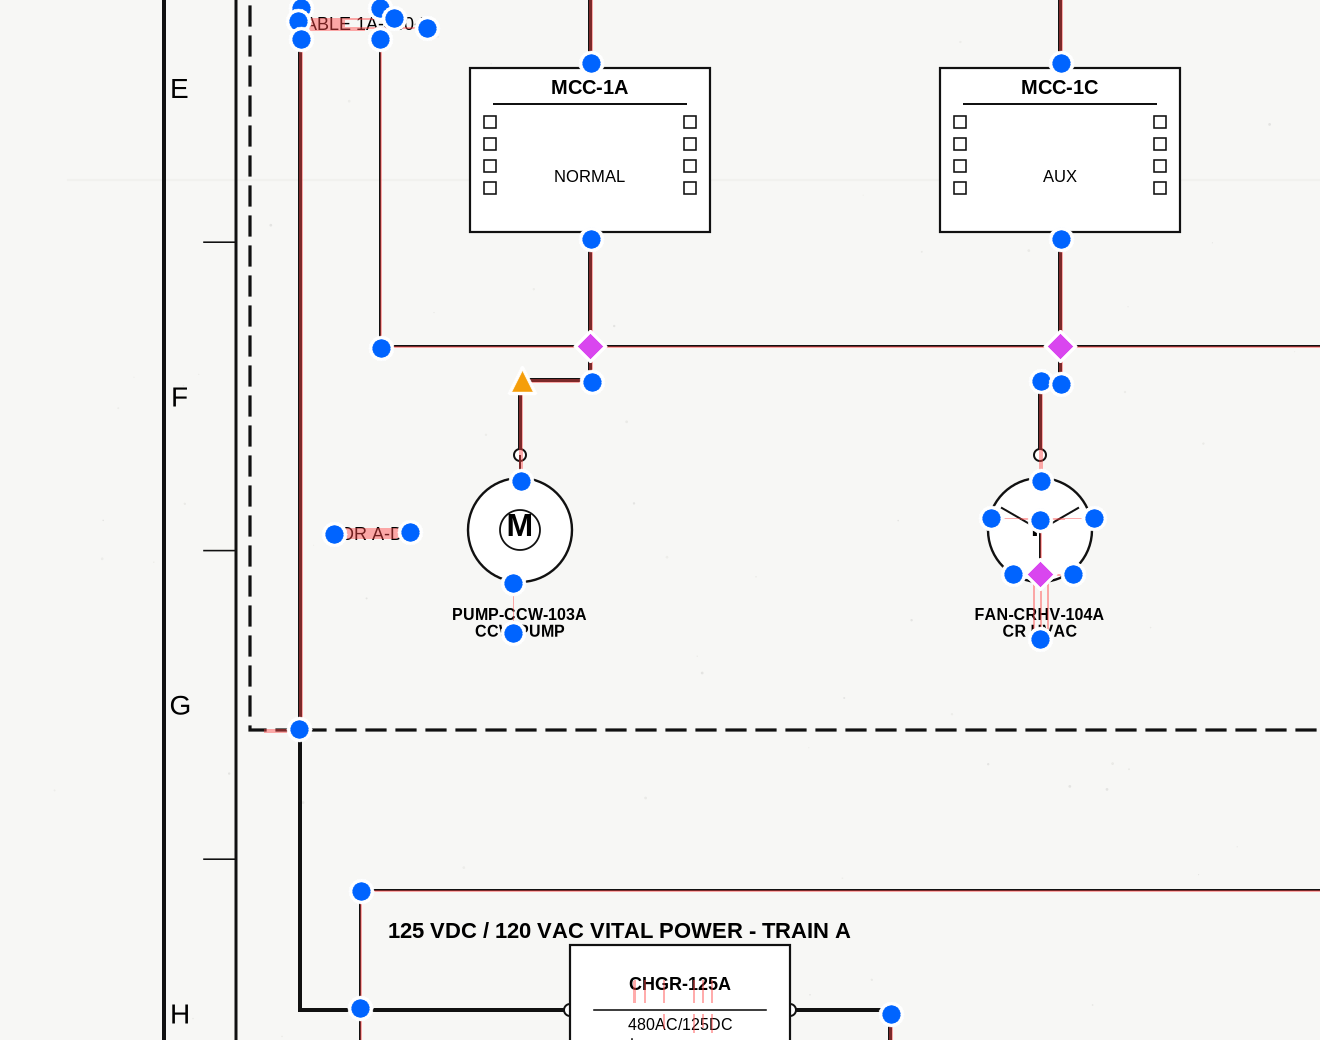 E
MCC-1A
MCC-1C
NORMAL
AUX
F
M
PUMP-CCW-103A
FAN-CRHV-104A
CR
G
125 VDC / 120 VAC VITAL POWER - TRAIN A
CHGR-125A
H
480AC/125DC